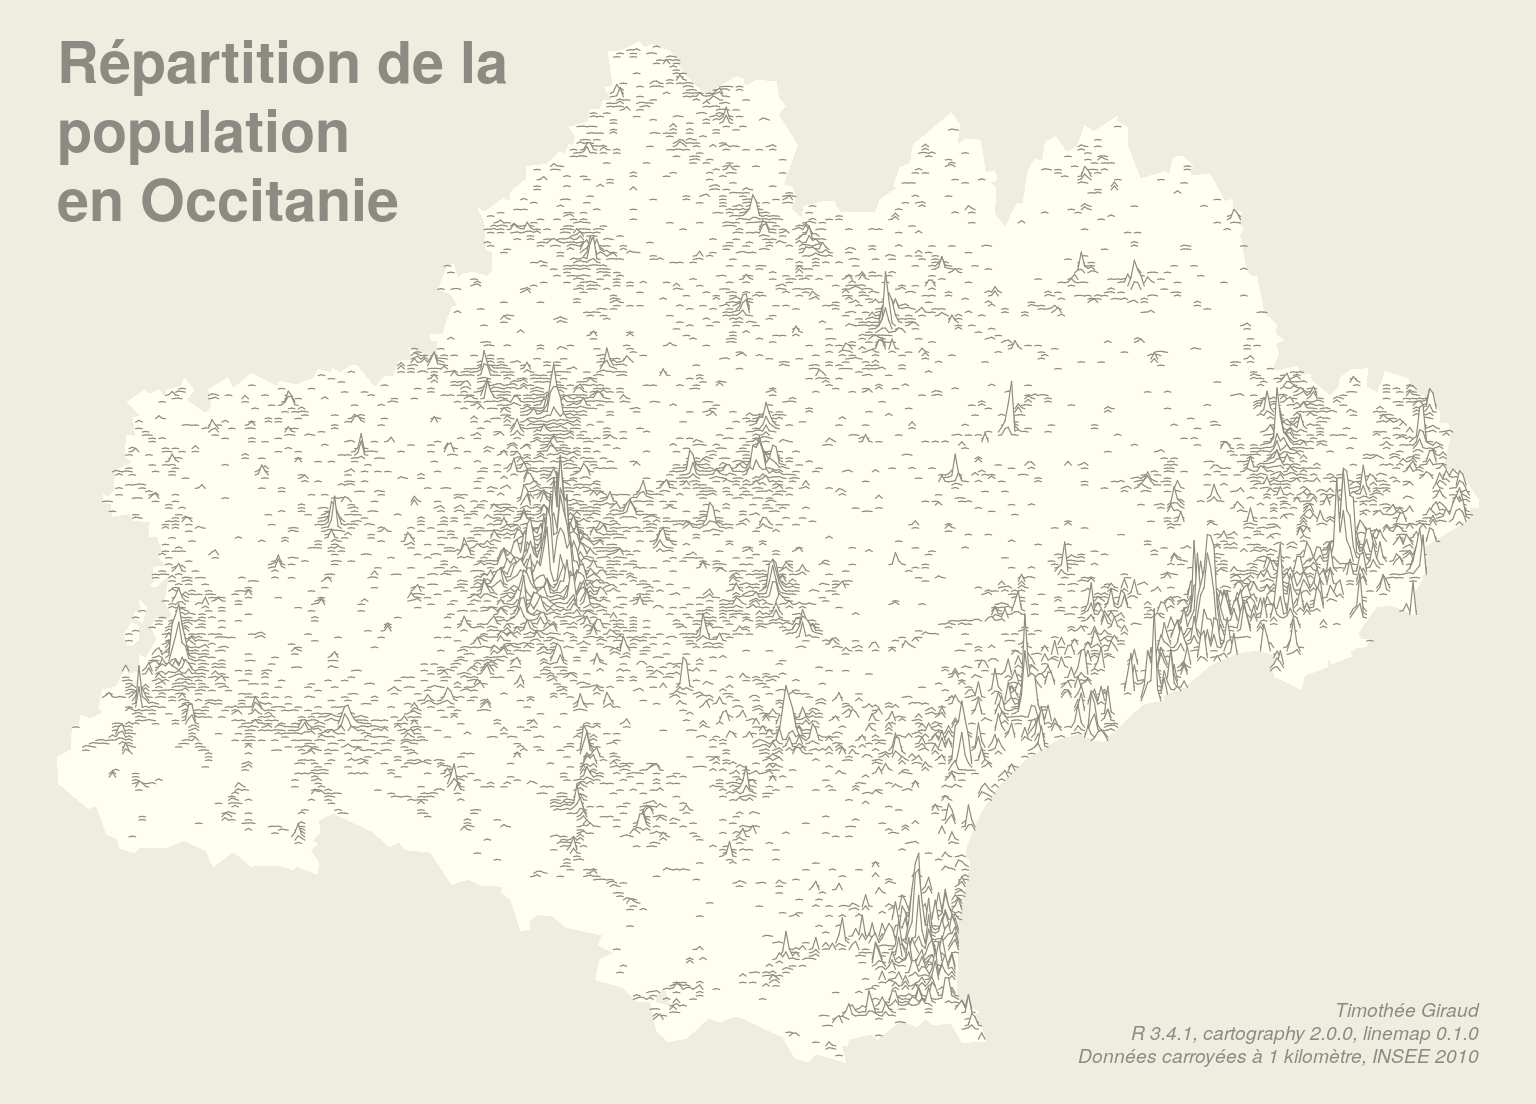 Répartition de la
population
en Occitanie
Timothée Giraud
R 3.4.1, cartography 2.0.0, linemap 0.1.0
Données carroyées à 1 kilomètre, INSEE 2010